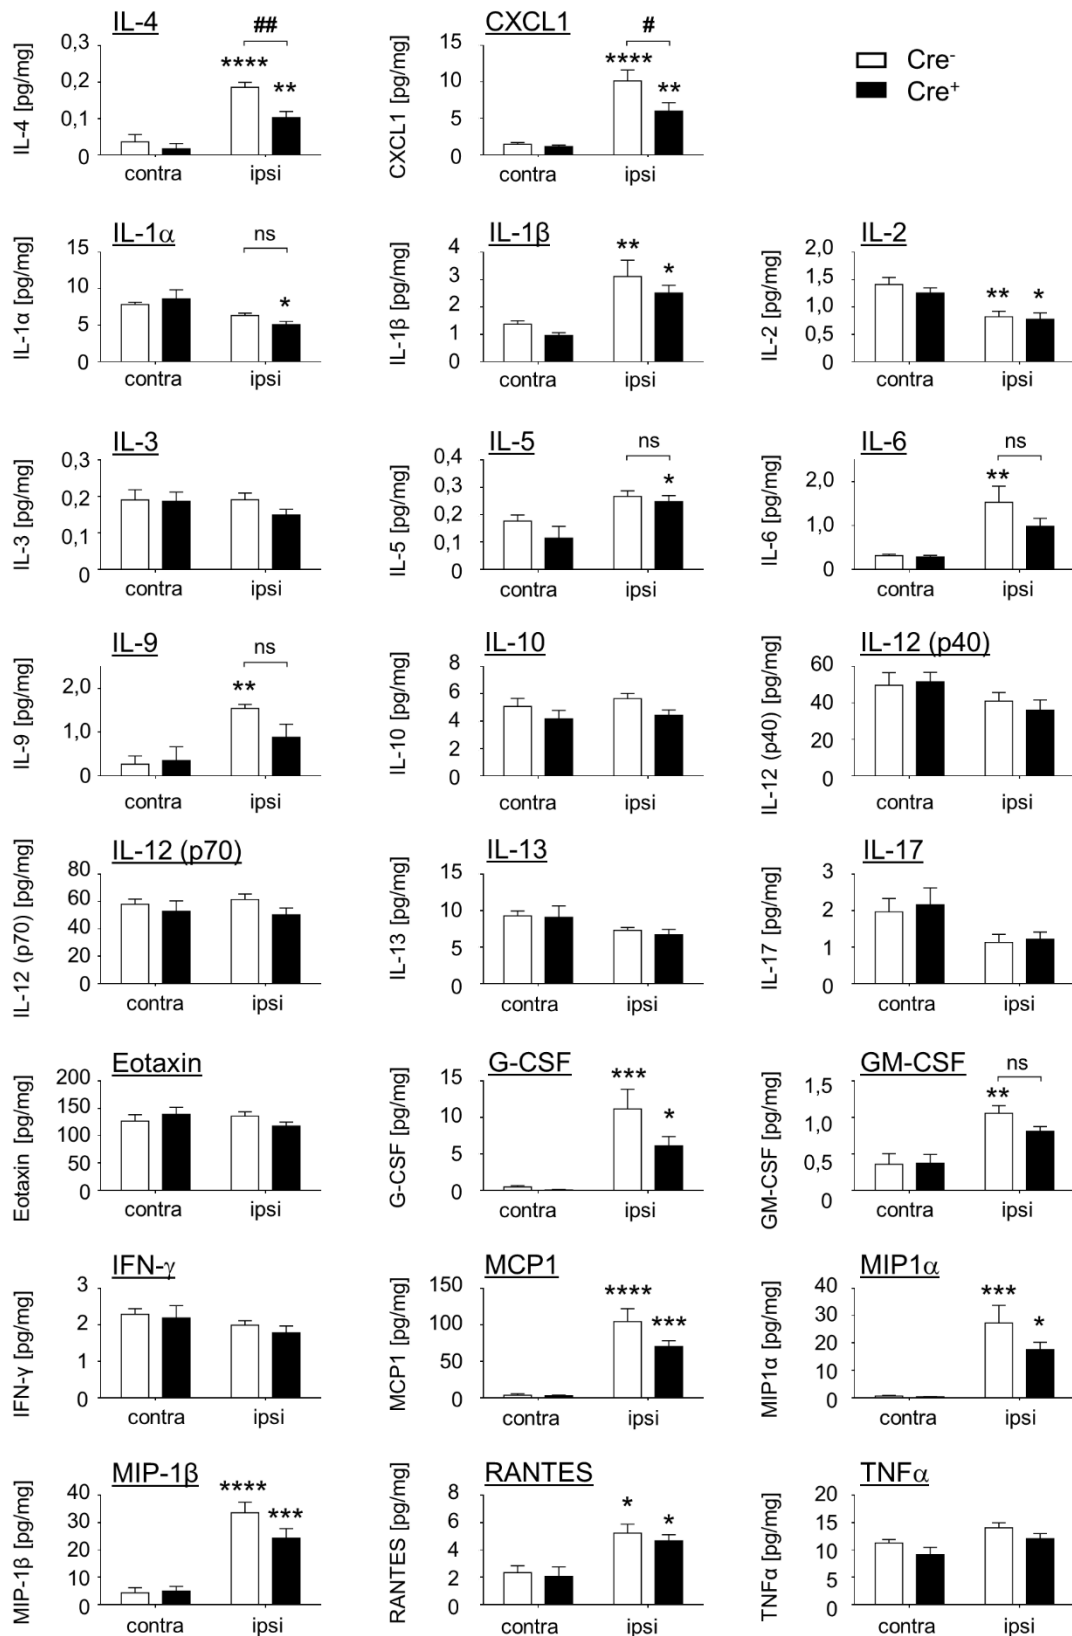 IL-4
##
0,3
0,2
0,1
0
IL-4 [pg/mg]
****
**
contra
ipsi
CXCL1
#
15
10
5
0
CXCL1 [pg/mg]
****
**
contra
ipsi
Cre-
Cre+
IL-1α
ns
15
10
5
0
IL-1α [pg/mg]
*
contra
ipsi
IL-1β
4
3
2
1
0
IL-1β [pg/mg]
**
*
contra
ipsi
IL-2
2,0
1,5
1,0
0,5
0
IL-2 [pg/mg]
**
*
contra
ipsi
IL-3
0,3
0,2
0,1
0
IL-3 [pg/mg]
contra
ipsi
IL-5
ns
0,4
0,3
0,2
0,1
0
IL-5 [pg/mg]
*
contra
ipsi
IL-6
ns
2,0
1,0
0
IL-6 [pg/mg]
**
contra
ipsi
IL-9
ns
2,0
1,0
0
IL-9 [pg/mg]
**
contra
ipsi
IL-10
8
6
4
2
0
IL-10 [pg/mg]
contra
ipsi
IL-12 (p40)
60
40
20
0
IL-12 (p40) [pg/mg]
contra
ipsi
IL-12 (p70)
80
60
40
20
0
IL-12 (p70) [pg/mg]
contra
ipsi
IL-13
15
10
5
0
IL-13 [pg/mg]
contra
ipsi
IL-17
3
2
1
0
IL-17 [pg/mg]
contra
ipsi
Eotaxin
200
150
100
50
0
Eotaxin [pg/mg]
contra
ipsi
G-CSF
15
10
5
0
G-CSF [pg/mg]
***
*
contra
ipsi
GM-CSF
ns
1,5
1,0
0,5
0
GM-CSF [pg/mg]
**
contra
ipsi
IFN-γ
3
2
1
0
IFN-γ [pg/mg]
contra
ipsi
MCP1
150
100
50
0
MCP1 [pg/mg]
****
***
contra
ipsi
MIP1α
40
30
20
10
0
MIP1α [pg/mg]
***
*
contra
ipsi
MIP-1β
40
30
20
10
0
MIP-1β [pg/mg]
****
***
contra
ipsi
RANTES
8
6
4
2
0
RANTES [pg/mg]
*
*
contra
ipsi
TNFα
20
15
10
5
0
TNFα [pg/mg]
contra
ipsi